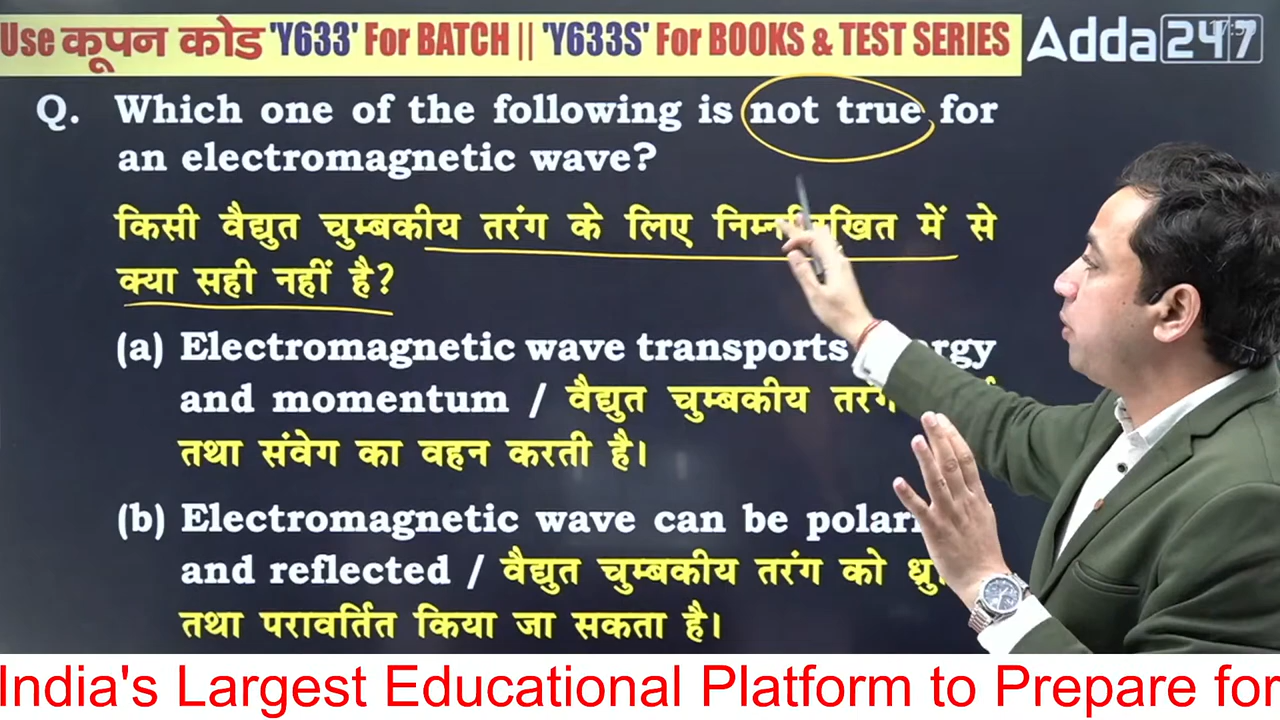 Use कूपन कोड 'Y633' For BATCH || 'Y633S' For BOOKS & TEST SERIES
Adda247
Q. Which one of the following is not true for
an electromagnetic wave?
किसी वैद्युत चुम्बकीय तरंग के लिए निम्नलिखित में से
क्या सही नहीं है?
(a) Electromagnetic wave transports
and momentum / वैद्युत चुम्बकीय
तथा संवेग का वहन करती है।
(b) Electromagnetic wave can be
and reflected / वैद्युत चुम्बकीय तरंग को
तथा परावर्तित किया जा सकता है।
India's Largest Educational Platform to Prepare for